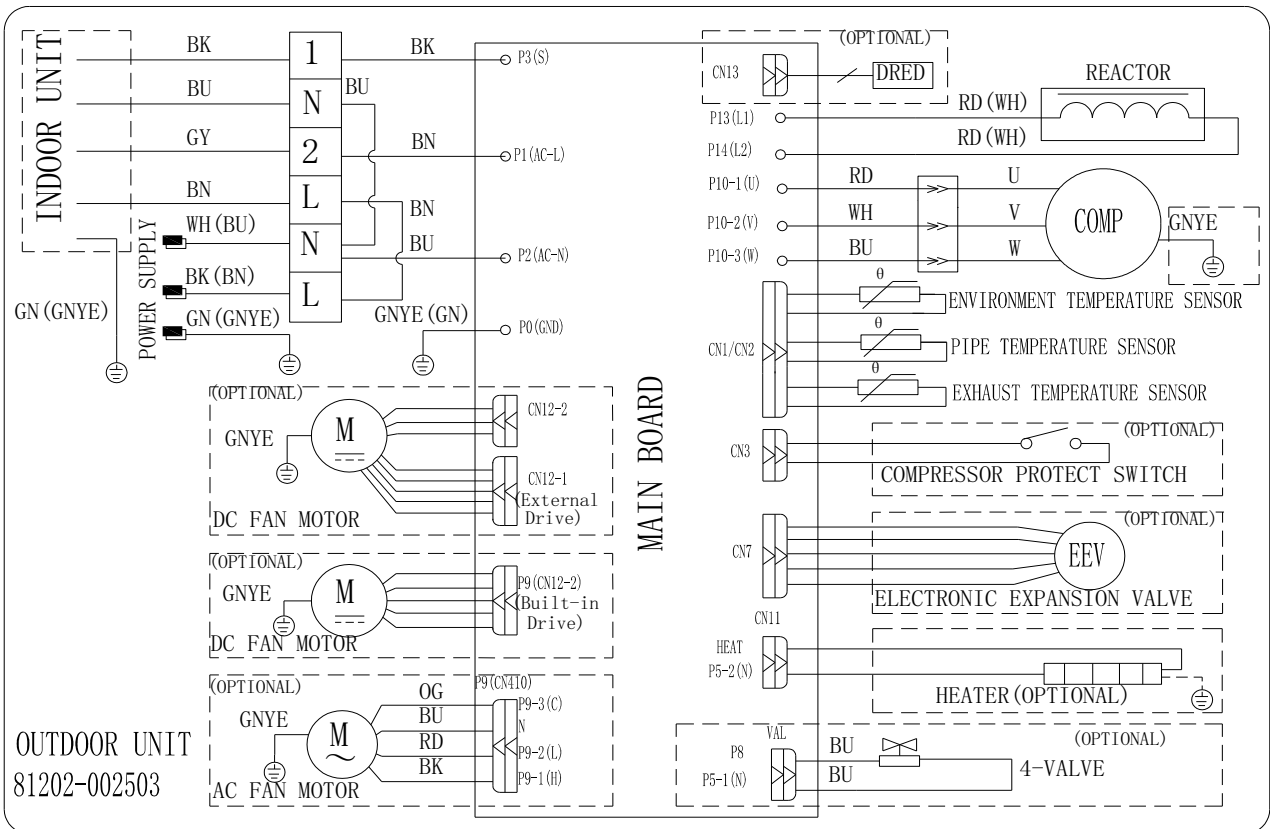 INDOOR UNIT
BK
BU
GY
BN
GN(GNYE)
POWER SUPPLY
WH(BU)
BK(BN)
GN(GNYE)
1
N
2
L
N
L
BU
BN
BK
BN
BU
GNYE(GN)
P3(S)
P1(AC-L)
P2(AC-N)
P0(GND)
(OPTIONAL)
GNYE
M
CN12-2
CN12-1
(External
Drive)
DC FAN MOTOR
(OPTIONAL)
GNYE
M
P9(CN12-2)
(Built-in
Drive)
DC FAN MOTOR
(OPTIONAL)
GNYE
M
~
OG
BU
RD
BK
P9(CN410)
P9-3(C)
N
P9-2(L)
P9-1(H)
AC FAN MOTOR
OUTDOOR UNIT
81202-002503
MAIN BOARD
(OPTIONAL)
CN13
DRED
REACTOR
P13(L1)
RD(WH)
P14(L2)
RD(WH)
P10-1(U)
RD
U
P10-2(V)
WH
V
P10-3(W)
BU
W
COMP
GNYE
CN1/CN2
θ
ENVIRONMENT TEMPERATURE SENSOR
θ
PIPE TEMPERATURE SENSOR
θ
EXHAUST TEMPERATURE SENSOR
CN3
(OPTIONAL)
COMPRESSOR PROTECT SWITCH
CN7
(OPTIONAL)
EEV
ELECTRONIC EXPANSION VALVE
CN11
HEAT
P5-2(N)
HEATER(OPTIONAL)
VAL
P8
P5-1(N)
BU
BU
(OPTIONAL)
4-VALVE